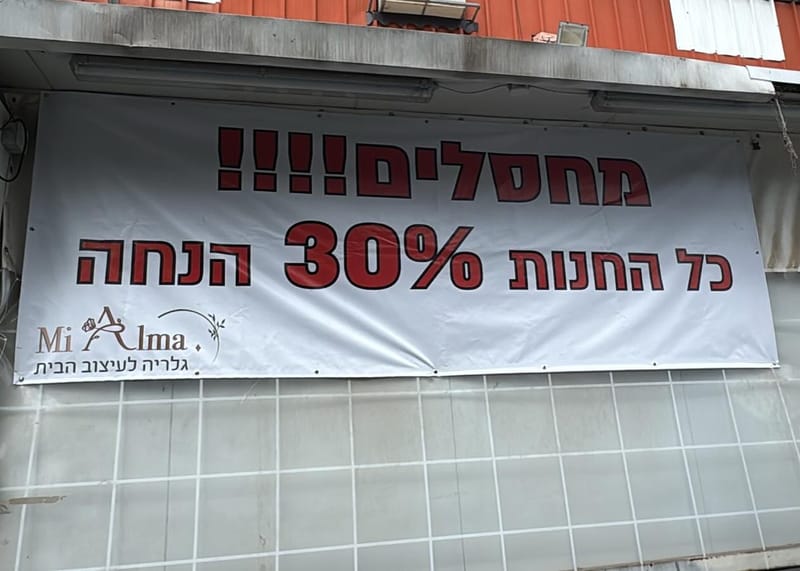 מחסלים!!!!!
כל החנות 30% הנחה
Mi Alma
גלריה לעיצוב הבית